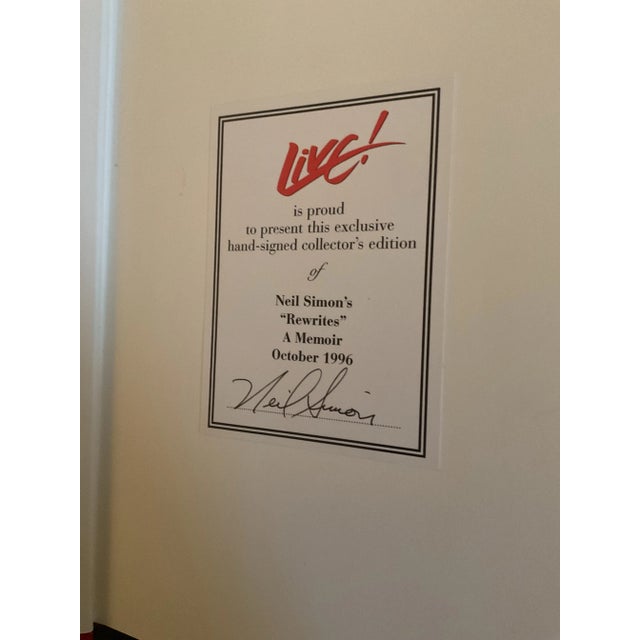 Live!
is proud
to present this exclusive
hand-signed collector's edition
of
Neil Simon's
"Rewrites"
A Memoir
October 1996
Neil Simon